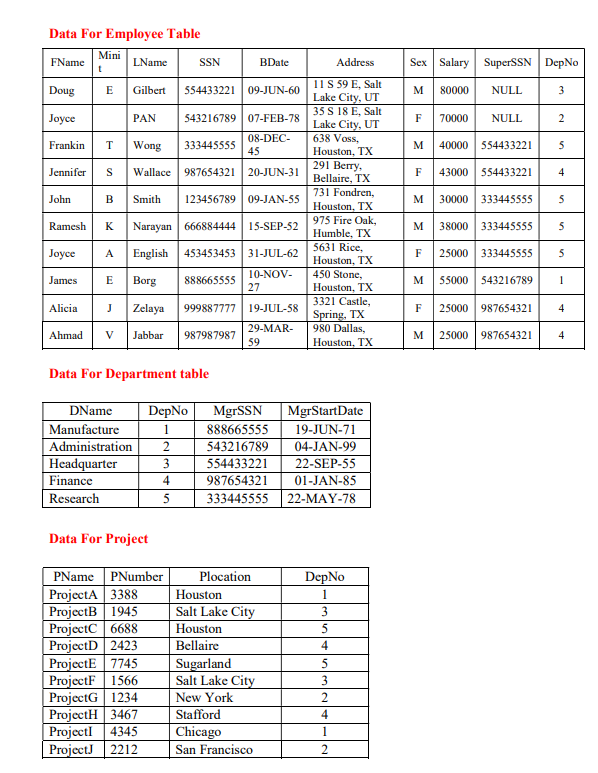 Data For Employee Table
FName Mini t LName SSN BDate Address Sex Salary SuperSSN DepNo
Doug E Gilbert 554433221 09-JUN-60 11 S 59 E, Salt Lake City, UT M 80000 NULL 3
Joyce PAN 543216789 07-FEB-78 35 S 18 E, Salt Lake City, UT F 70000 NULL 2
Frankin T Wong 333445555 08-DEC-45 638 Voss, Houston, TX M 40000 554433221 5
Jennifer S Wallace 987654321 20-JUN-31 291 Berry, Bellaire, TX F 43000 554433221 4
John B Smith 123456789 09-JAN-55 731 Fondren, Houston, TX M 30000 333445555 5
Ramesh K Narayan 666884444 15-SEP-52 975 Fire Oak, Humble, TX M 38000 333445555 5
Joyce A English 453453453 31-JUL-62 5631 Rice, Houston, TX F 25000 333445555 5
James E Borg 888665555 10-NOV-27 450 Stone, Houston, TX M 55000 543216789 1
Alicia J Zelaya 999887777 19-JUL-58 3321 Castle, Spring, TX F 25000 987654321 4
Ahmad V Jabbar 987987987 29-MAR-59 980 Dallas, Houston, TX M 25000 987654321 4
Data For Department table
DName DepNo MgrSSN MgrStartDate
Manufacture 1 888665555 19-JUN-71
Administration 2 543216789 04-JAN-99
Headquarter 3 554433221 22-SEP-55
Finance 4 987654321 01-JAN-85
Research 5 333445555 22-MAY-78
Data For Project
PName PNumber Plocation DepNo
ProjectA 3388 Houston 1
ProjectB 1945 Salt Lake City 3
ProjectC 6688 Houston 5
ProjectD 2423 Bellaire 4
ProjectE 7745 Sugarland 5
ProjectF 1566 Salt Lake City 3
ProjectG 1234 New York 2
ProjectH 3467 Stafford 4
ProjectI 4345 Chicago 1
ProjectJ 2212 San Francisco 2